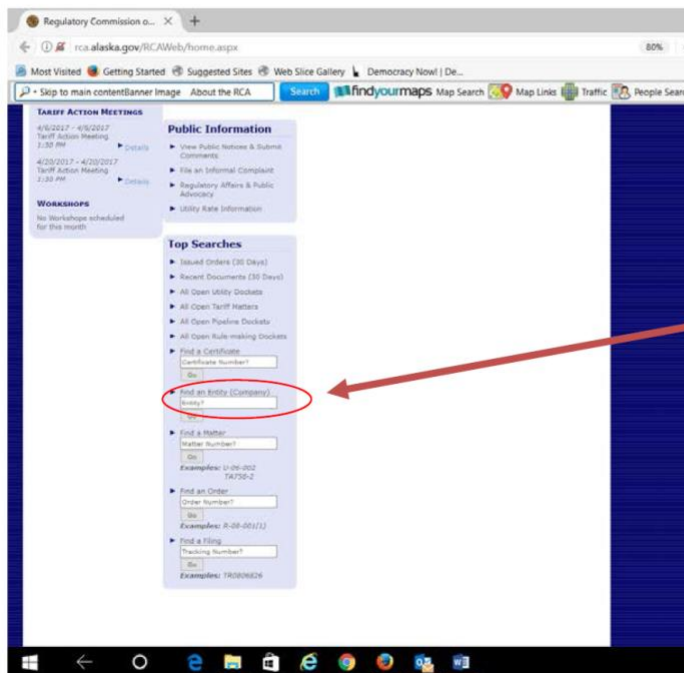 Regulatory Commission o... × +
rca.alaska.gov/RCAWeb/home.aspx 80%
Most Visited Getting Started Suggested Sites Web Slice Gallery Democracy Now! | De...
- Skip to main contentBanner Image About the RCA Search findyourmaps Map Search Map Links Traffic People Sear
TARIFF ACTION MEETINGS
4/6/2017 - 4/6/2017
Tariff Action Meeting
1:30 PM Details
4/20/2017 - 4/20/2017
Tariff Action Meeting
1:30 PM Details
WORKSHOPS
No Workshops scheduled
for this month
Public Information
View Public Notices & Submit
Comments
File an Informal Complaint
Regulatory Affairs & Public
Advocacy
Utility Rate Information
Top Searches
Issued Orders (30 Days)
Recent Documents (30 Days)
All Open Utility Dockets
All Open Tariff Matters
All Open Pipeline Dockets
All Open Rule-making Dockets
Find a Certificate
Certificate Number?
Go
Find an Entity (Company)
Entity?
Go
Find a Matter
Matter Number?
Go
Examples: U-06-002
TA758-2
Find an Order
Order Number?
Go
Examples: R-08-001(1)
Find a Filing
Tracking Number?
Go
Examples: TR0806826